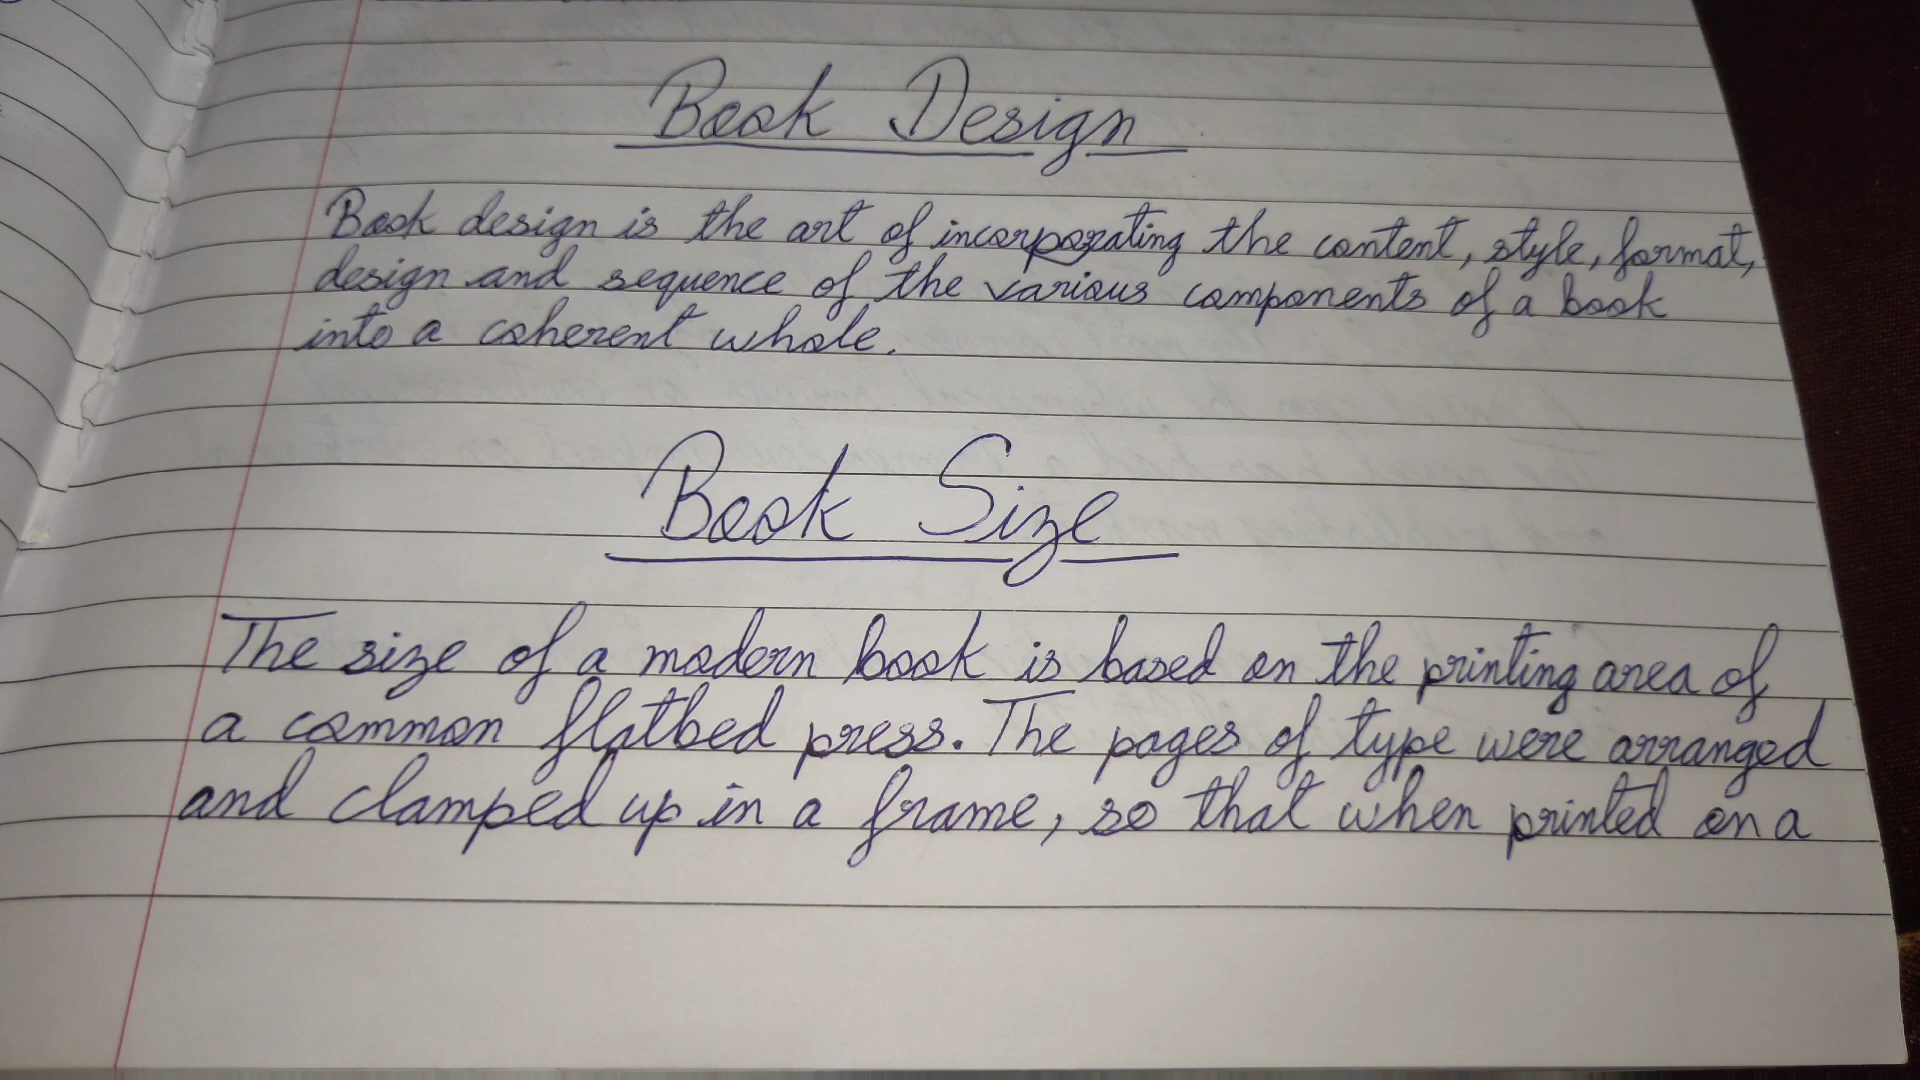 Book Design
Book design is the art of incorporating the content, style, format,
design and sequence of the various components of a book
into a coherent whole.
Book Size
The size of a modern book is based on the printing area of
a common flatbed press. The pages of type were arranged
and clamped up in a frame, so that when printed on a